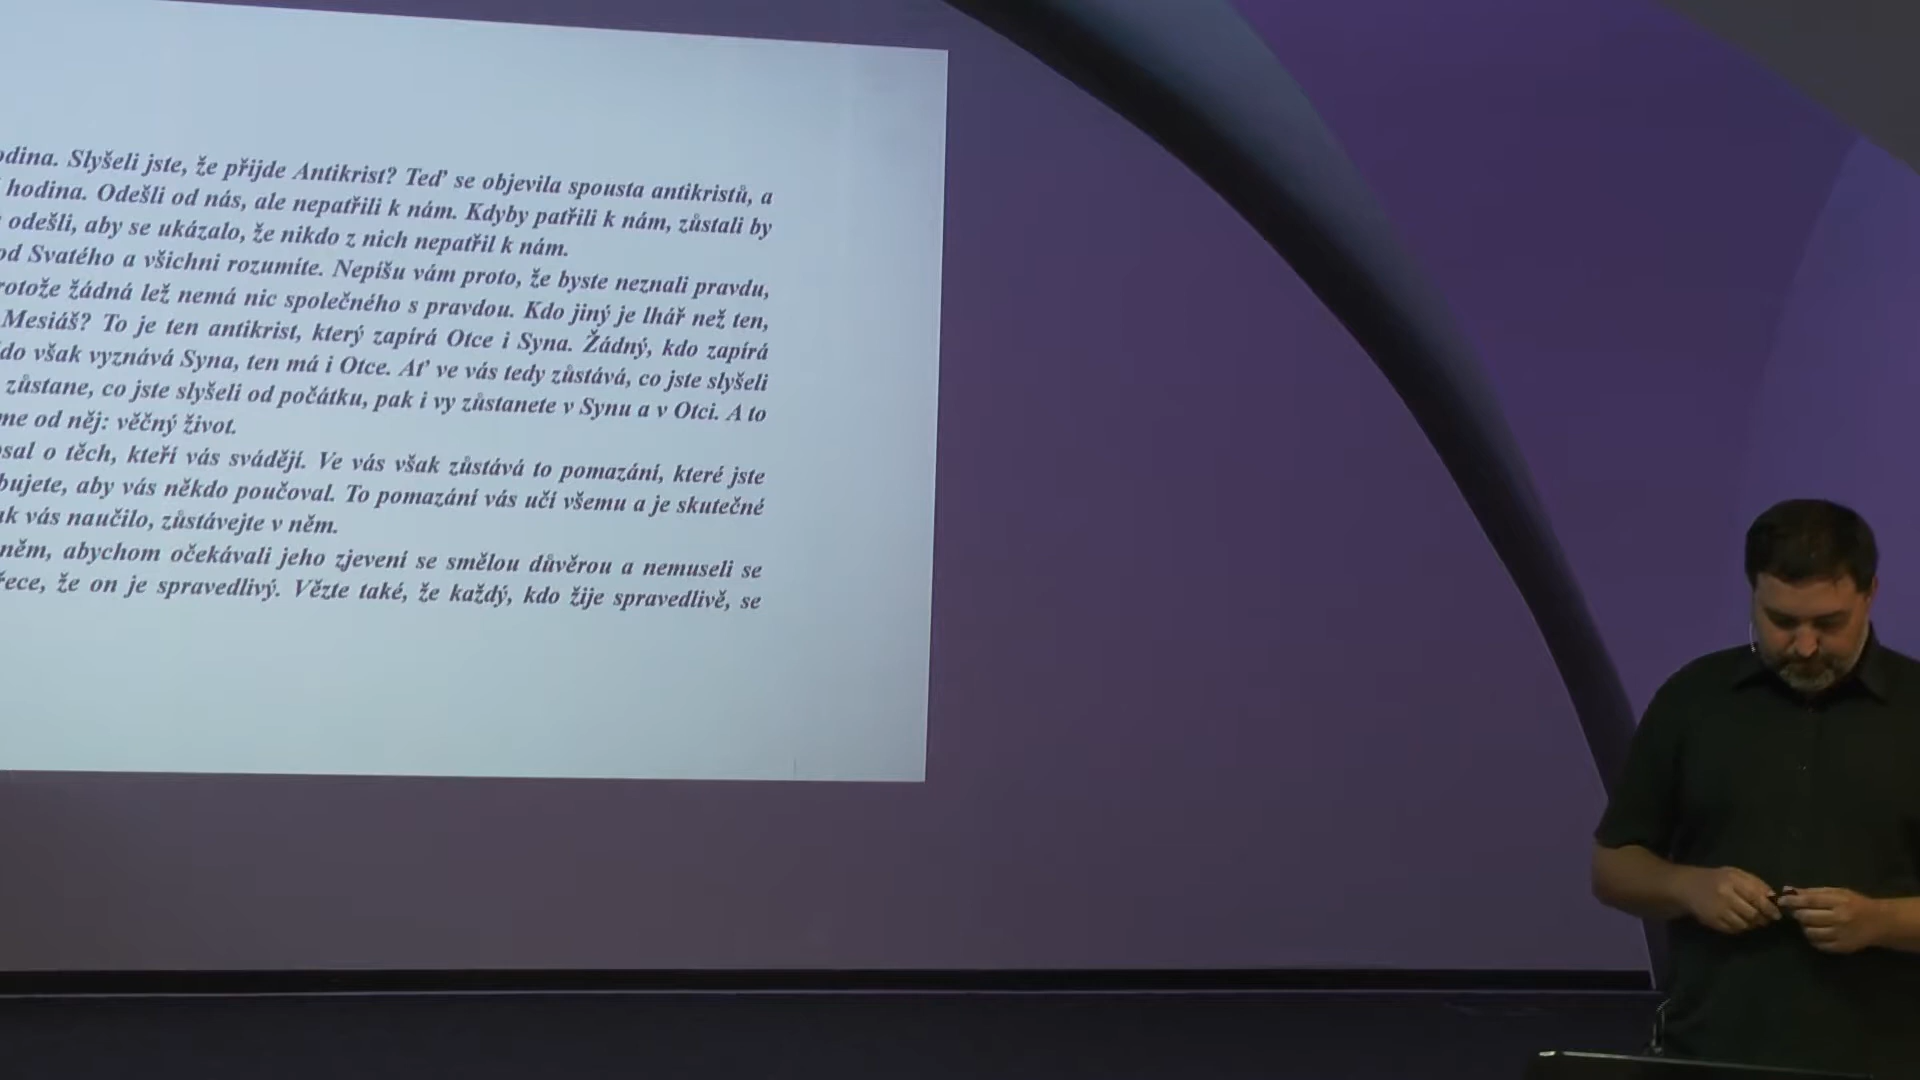 odina. Slyšeli jste, že přijde Antikrist? Teď se objevila spousta antikristů, a
hodina. Odešli od nás, ale nepatřili k nám. Kdyby patřili k nám, zůstali by
odešli, aby se ukázalo, že nikdo z nich nepatřil k nám.
od Svatého a všichni rozumíte. Nepíšu vám proto, že byste neznali pravdu,
rotože žádná lež nemá nic společného s pravdou. Kdo jiný je lhář než ten,
Mesiáš? To je ten antikrist, který zapírá Otce i Syna. Žádný, kdo zapírá
do však vyznává Syna, ten má i Otce. Ať ve vás tedy zůstává, co jste slyšeli
zůstane, co jste slyšeli od počátku, pak i vy zůstanete v Synu a v Otci. A to
me od něj: věčný život.
sal o těch, kteří vás svádějí. Ve vás však zůstává to pomazání, které jste
bujete, aby vás někdo poučoval. To pomazání vás učí všemu a je skutečné
ak vás naučilo, zůstávejte v něm.
něm, abychom očekávali jeho zjevení se smělou důvěrou a nemuseli se
řece, že on je spravedlivý. Vězte také, že každý, kdo žije spravedlivě, se